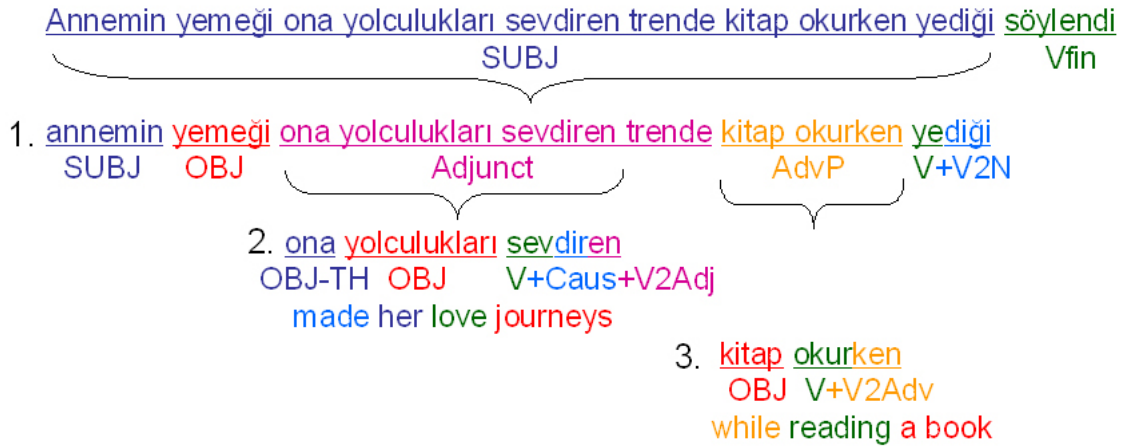 Annemin yemeği ona yolculukları sevdiren trende kitap okurken yediği söylendi
SUBJ Vfin
1. annemin yemeği ona yolculukları sevdiren trende kitap okurken yediği
SUBJ OBJ Adjunct AdvP V+V2N
2. ona yolculukları sevdiren
OBJ-TH OBJ V+Caus+V2Adj
made her love journeys
3. kitap okurken
OBJ V+V2Adv
while reading a book